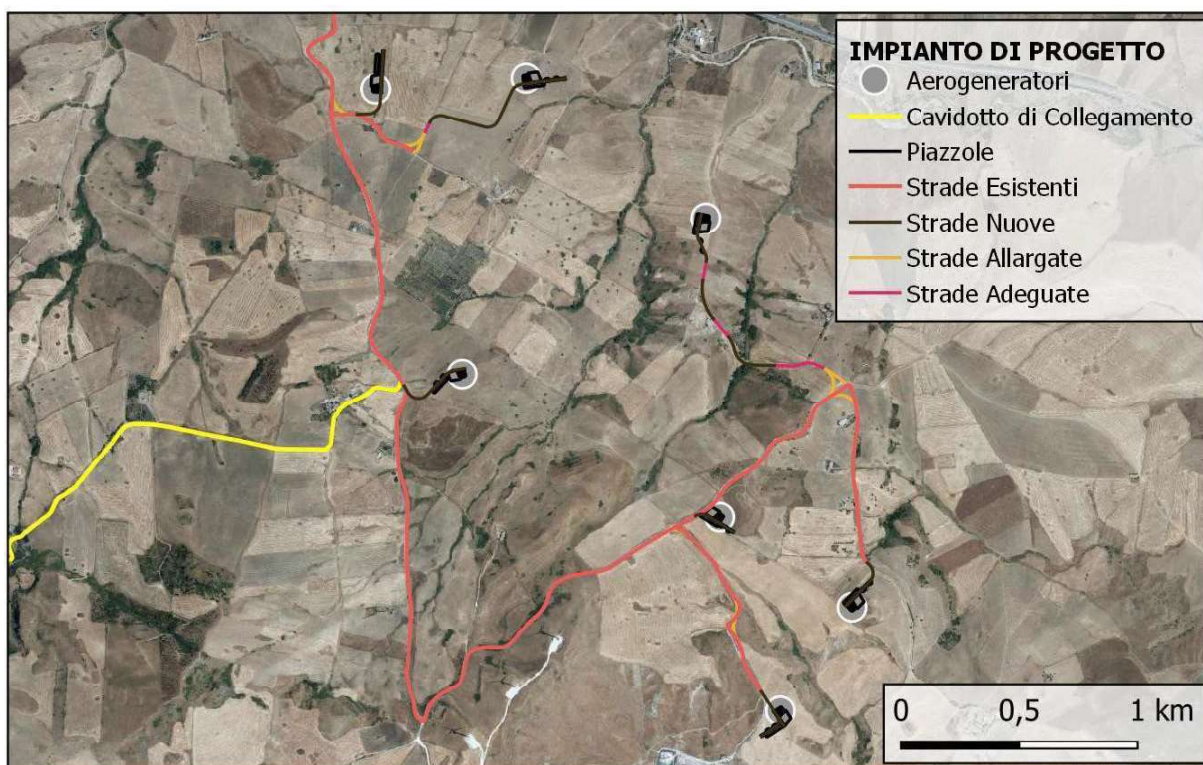 IMPIANTO DI PROGETTO
Aerogeneratori
Cavidotto di Collegamento
Piazzole
Strade Esistenti
Strade Nuove
Strade Allargate
Strade Adeguate
0 0,5 1 km